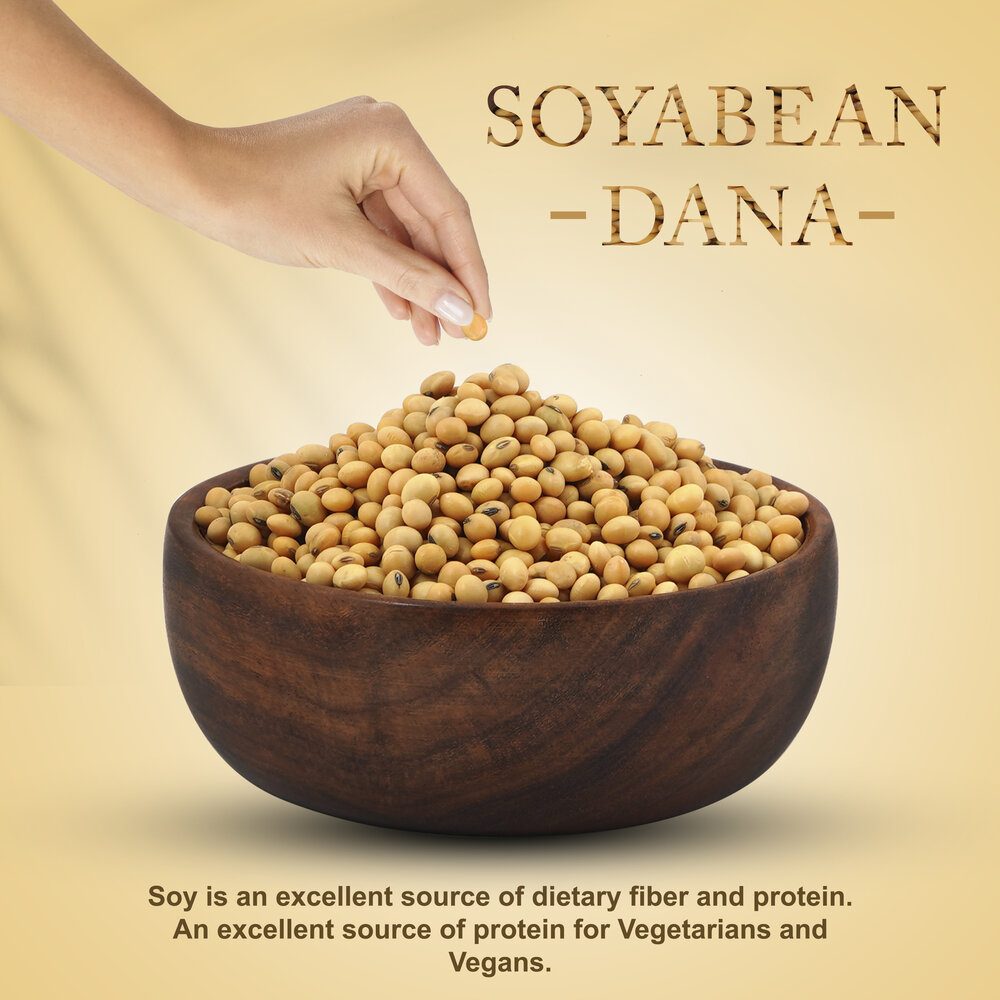 SOYABEAN
-DANA-
Soy is an excellent source of dietary fiber and protein.
An excellent source of protein for Vegetarians and
Vegans.